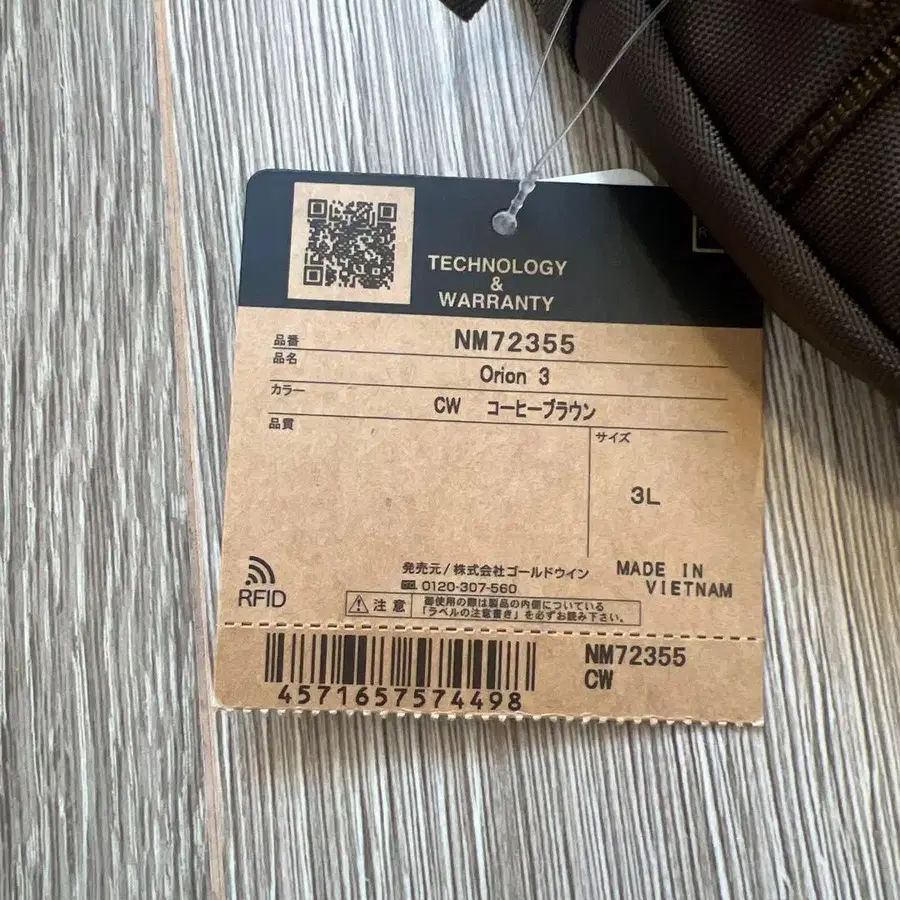 TECHNOLOGY
&
WARRANTY
品番 NM72355
品名 Orion 3
カラー CW コーヒーブラウン
品質
サイズ
3L
RFID
発売元/株式会社ゴールドウイン
0120-307-560
MADE IN
VIETNAM
注意
御使用の際は製品の内側についている
「ラベルの注意書き」を必ずお読み下さい。
4571657574498
NM72355
CW